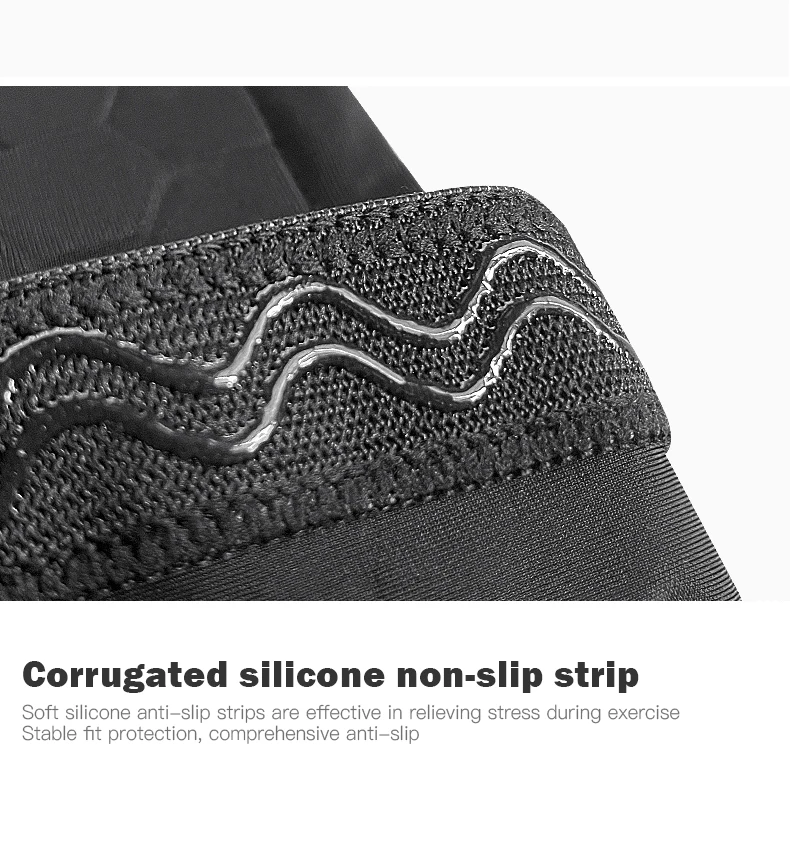 Corrugated silicone non-slip strip
Soft silicone anti-slip strips are effective in relieving stress during exercise
Stable fit protection, comprehensive anti-slip